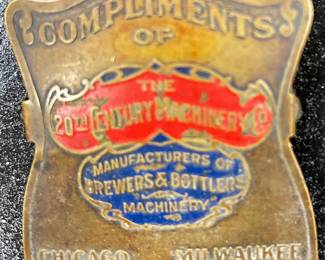 COMPLIMENTS
OF
THE
20TH CENTURY MACHINERY CO
MANUFACTURERS OF
BREWERS & BOTTLERS
MACHINERY
CHICAGO MILWAUKEE